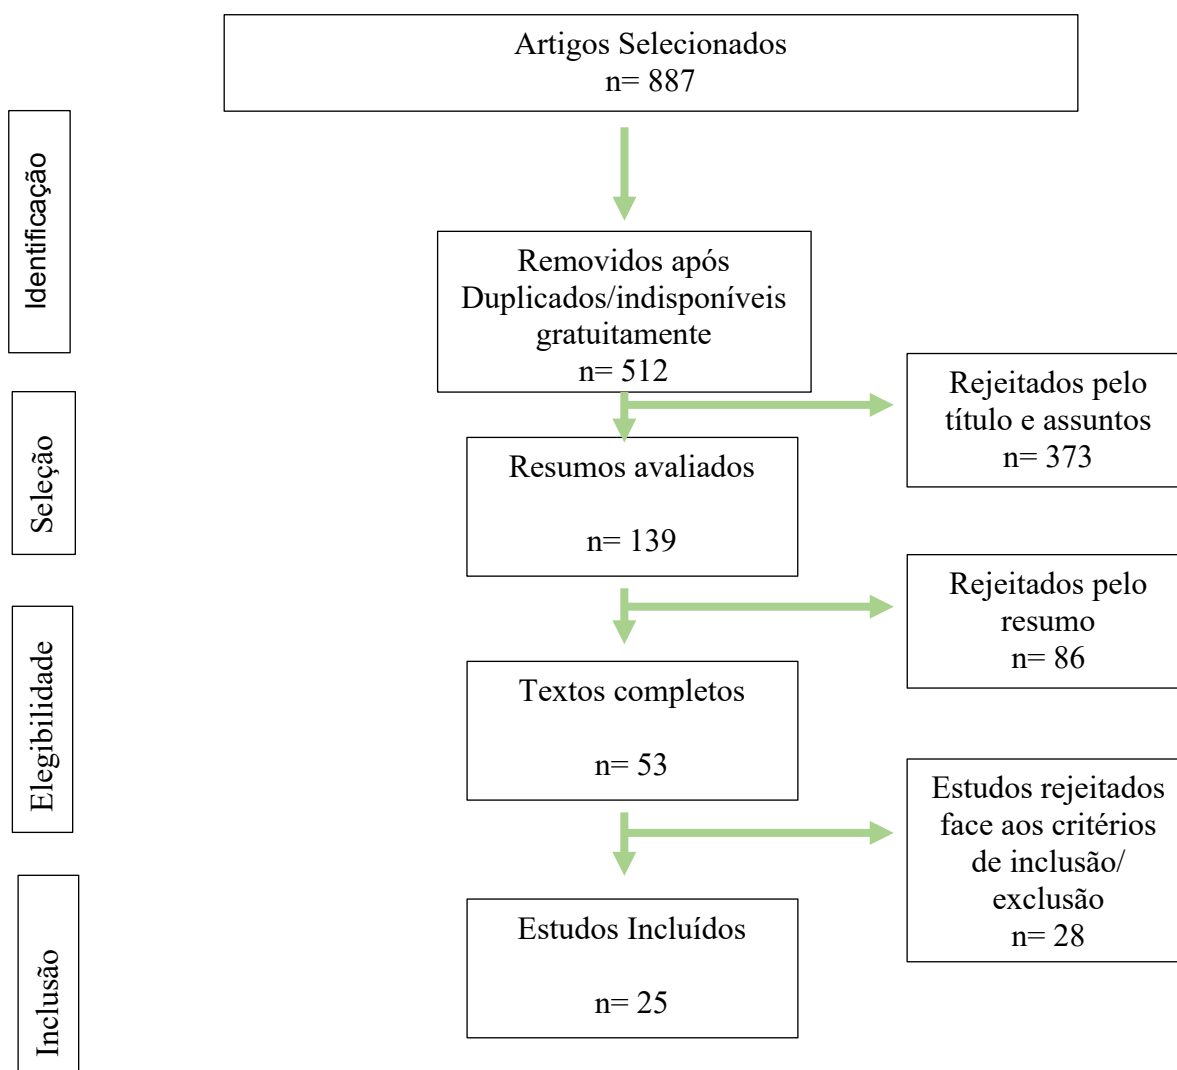 Artigos Selecionados
n= 887
Identificação
Removidos após
Duplicados/indisponíveis
gratuitamente
n= 512
Rejeitados pelo
título e assuntos
n= 373
Seleção
Resumos avaliados
n= 139
Rejeitados pelo
resumo
n= 86
Elegibilidade
Textos completos
n= 53
Estudos rejeitados
face aos critérios
de inclusão/
exclusão
n= 28
Inclusão
Estudos Incluídos
n= 25